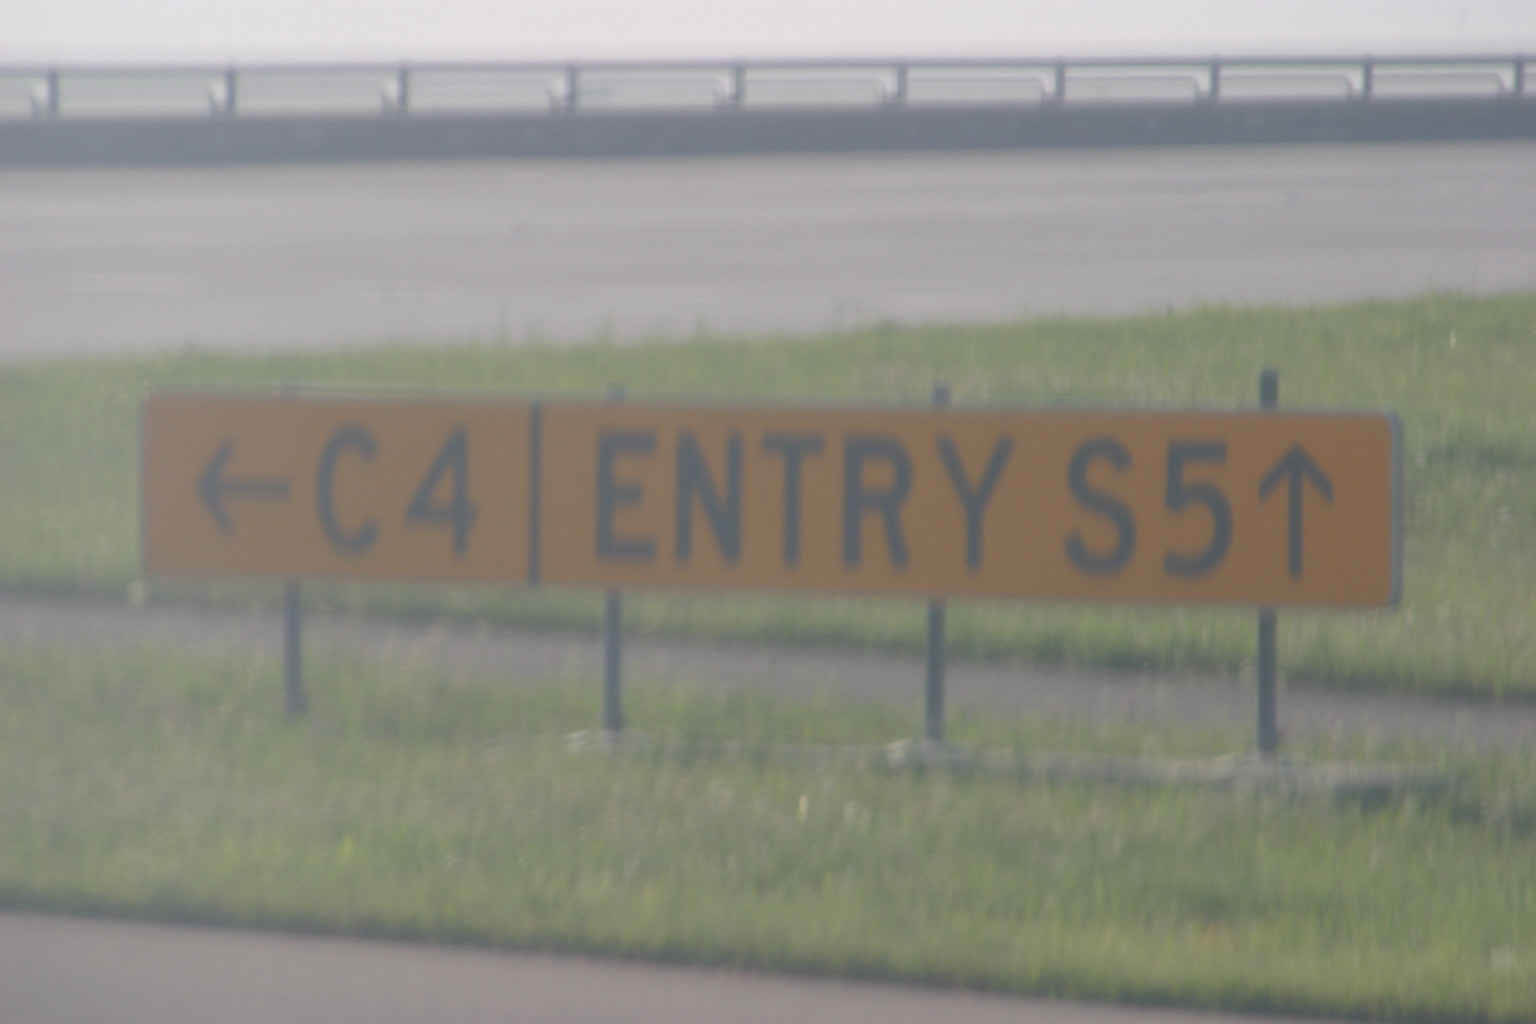 ←C4 | ENTRY S5↑